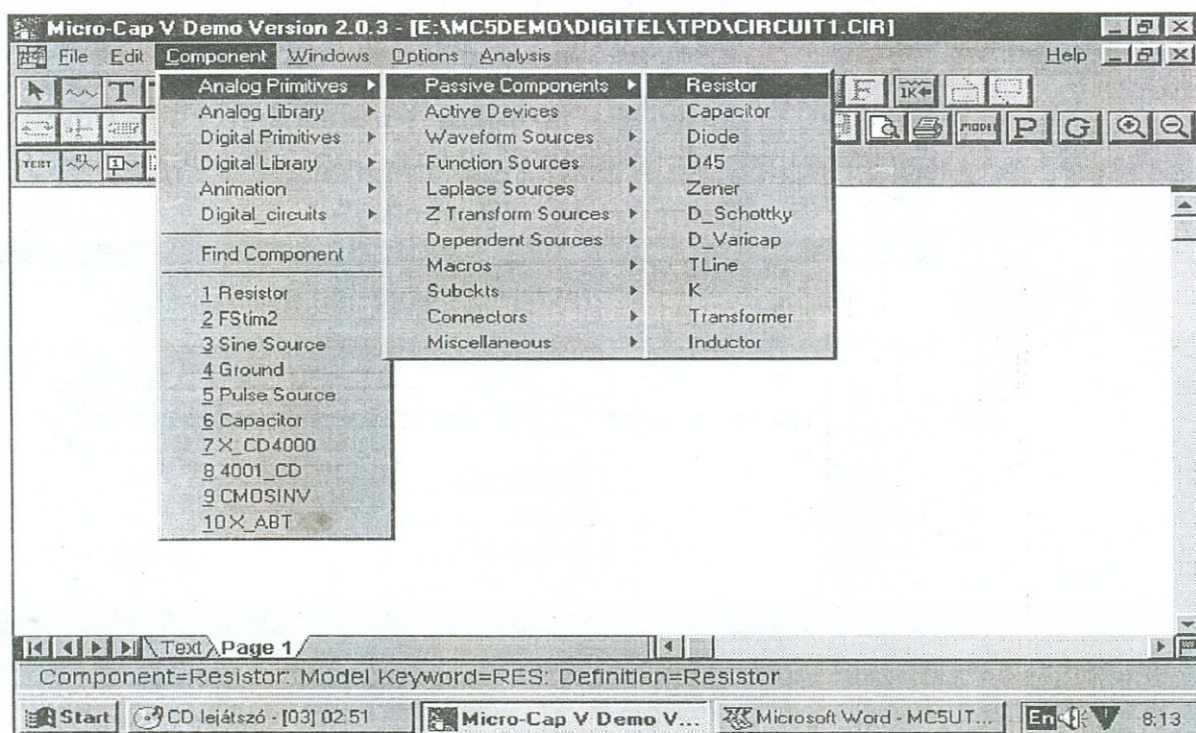 Micro-Cap V Demo Version 2.0.3 - [E:\MC5DEMO\DIGITEL\TPD\CIRCUIT1.CIR]
File Edit Component Windows Options Analysis Help
T F 1K
MODEL P G
TEXT R1 1
Analog Primitives
Analog Library
Digital Primitives
Digital Library
Animation
Digital_circuits
Find Component
1 Resistor
2 FStim2
3 Sine Source
4 Ground
5 Pulse Source
6 Capacitor
7 X_CD4000
8 4001_CD
9 CMOSINV
10 X_ABT
Passive Components
Active Devices
Waveform Sources
Function Sources
Laplace Sources
Z Transform Sources
Dependent Sources
Macros
Subckts
Connectors
Miscellaneous
Resistor
Capacitor
Diode
D45
Zener
D_Schottky
D_Varicap
TLine
K
Transformer
Inductor
Text Page 1
Component=Resistor: Model Keyword=RES: Definition=Resistor
Start CD lejátszó - [03] 02:51 Micro-Cap V Demo V... Microsoft Word - MC5UT... En 8:13